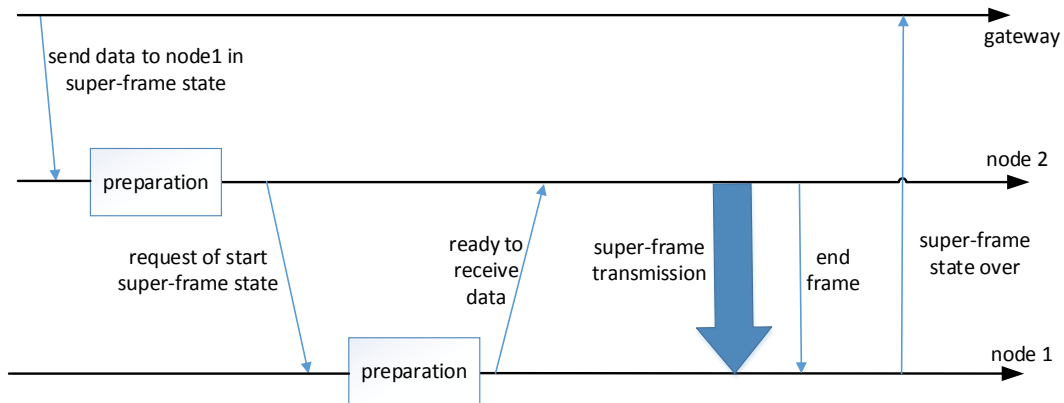 gateway
send data to node1 in
super-frame state
node 2
preparation
request of start
super-frame state
ready to
receive
data
super-frame
transmission
end
frame
super-frame
state over
node 1
preparation